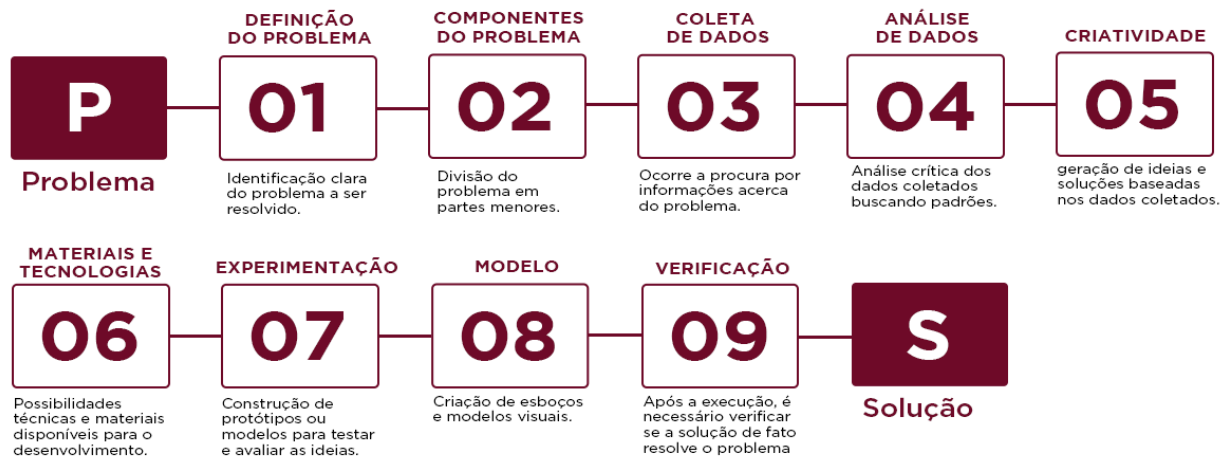 P
Problema
DEFINIÇÃO
DO PROBLEMA
01
Identificação clara
do problema a ser
resolvido.
COMPONENTES
DO PROBLEMA
02
Divisão do
problema em
partes menores.
COLETA
DE DADOS
03
Ocorre a procura por
informações acerca
do problema.
ANÁLISE
DE DADOS
04
Análise crítica dos
dados coletados
buscando padrões.
CRIATIVIDADE
05
geração de ideias e
soluções baseadas
nos dados coletados.
MATERIAIS E
TECNOLOGIAS
06
Possibilidades
técnicas e materiais
disponíveis para o
desenvolvimento.
EXPERIMENTAÇÃO
07
Construção de
protótipos ou
modelos para testar
e avaliar as ideias.
MODELO
08
Criação de esboços
e modelos visuais.
VERIFICAÇÃO
09
Após a execução, é
necessário verificar
se a solução de fato
resolve o problema
S
Solução